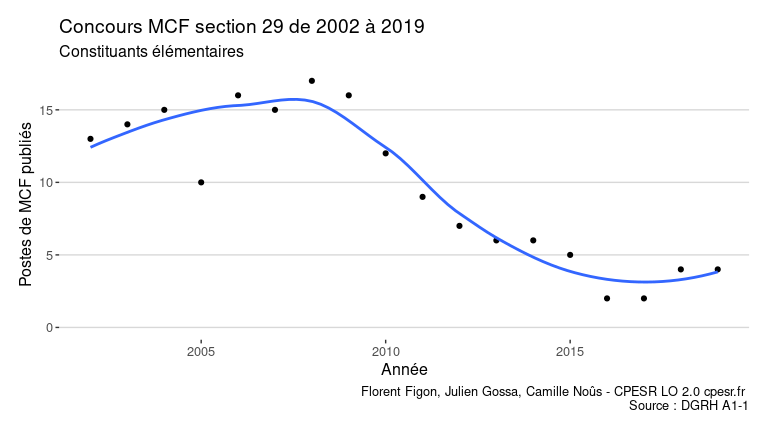 Concours MCF section 29 de 2002 à 2019
Constituants élémentaires
Postes de MCF publiés
15
10
5
0
2005
2010
2015
Année
Florent Figon, Julien Gossa, Camille Noûs - CPESR LO 2.0 cpesr.fr
Source : DGRH A1-1